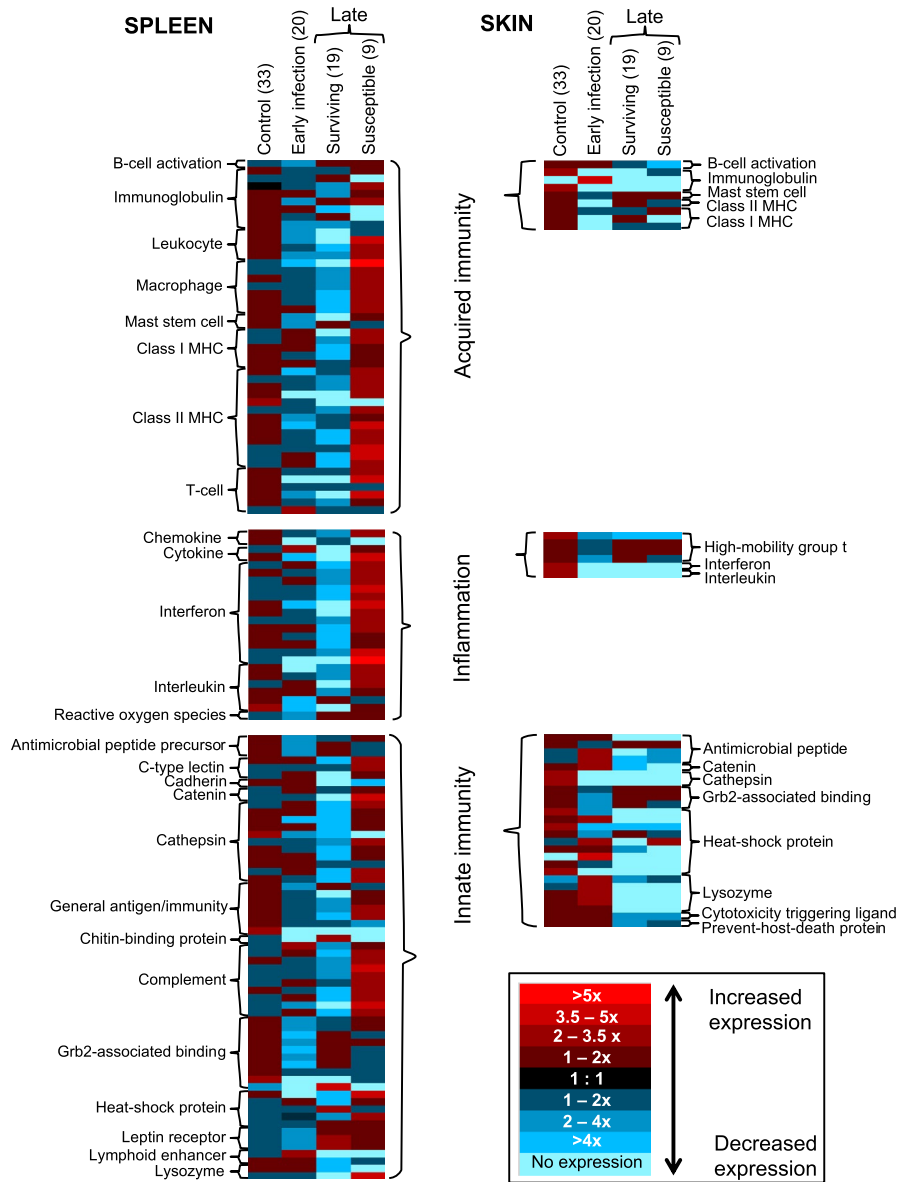 SPLEEN
Control (33)
Early infection (20)
Late
Surviving (19)
Susceptible (9)
SKIN
Control (33)
Early infection (20)
Late
Surviving (19)
Susceptible (9)
B-cell activation
Immunoglobulin
Leukocyte
Macrophage
Mast stem cell
Class I MHC
Class II MHC
T-cell
Acquired immunity
B-cell activation
Immunoglobulin
Mast stem cell
Class II MHC
Class I MHC
Chemokine
Cytokine
Interferon
Interleukin
Reactive oxygen species
Inflammation
High-mobility group t
Interferon
Interleukin
Antimicrobial peptide precursor
C-type lectin
Cadherin
Catenin
Cathepsin
General antigen/immunity
Chitin-binding protein
Complement
Grb2-associated binding
Heat-shock protein
Leptin receptor
Lymphoid enhancer
Lysozyme
Innate immunity
Antimicrobial peptide
Catenin
Cathepsin
Grb2-associated binding
Heat-shock protein
Lysozyme
Cytotoxicity triggering ligand
Prevent-host-death protein
>5x
3.5 – 5x
2 – 3.5 x
1 – 2x
1 : 1
1 – 2x
2 – 4x
>4x
No expression
Increased
expression
Decreased
expression